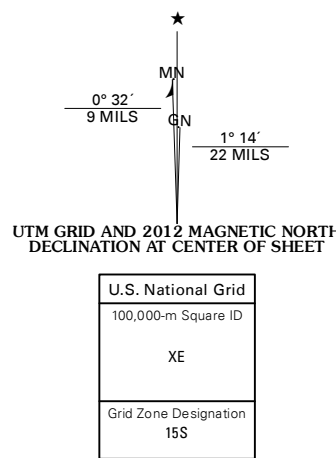 ★
MN
0° 32´
9 MILS
GN
1° 14´
22 MILS
UTM GRID AND 2012 MAGNETIC NORTH
DECLINATION AT CENTER OF SHEET
U.S. National Grid
100,000-m Square ID
XE
Grid Zone Designation
15S